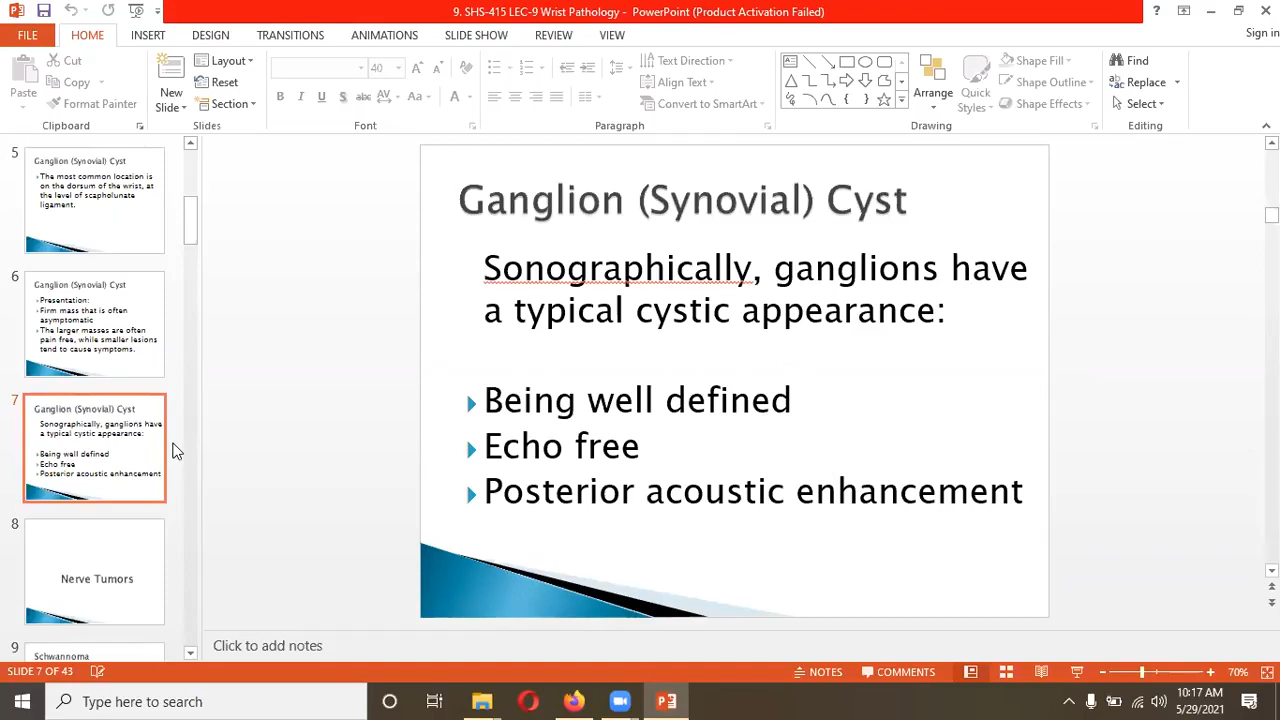 9. SHS-415 LEC-9 Wrist Pathology - PowerPoint (Product Activation Failed)
FILE HOME INSERT DESIGN TRANSITIONS ANIMATIONS SLIDE SHOW REVIEW VIEW Sign in
Paste
Cut
Copy
Format Painter
Clipboard
New Slide
Layout
Reset
Section
Slides
40
B I U S abc AV Aa A
Font
Text Direction
Align Text
Convert to SmartArt
Paragraph
Arrange
Quick Styles
Shape Fill
Shape Outline
Shape Effects
Drawing
Find
Replace
Select
Editing
5
Ganglion (Synovial) Cyst
The most common location is
on the dorsum of the wrist, at
the level of scapholunate
ligament.
6
Ganglion (Synovial) Cyst
Presentation:
Firm mass that is often
asymptomatic
The larger masses are often
pain free, while smaller lesions
tend to cause symptoms.
7
Ganglion (Synovial) Cyst
Sonographically, ganglions have
a typical cystic appearance:
Being well defined
Echo free
Posterior acoustic enhancement
8
Nerve Tumors
9
Schwannoma
Ganglion (Synovial) Cyst
Sonographically, ganglions have
a typical cystic appearance:
Being well defined
Echo free
Posterior acoustic enhancement
Click to add notes
SLIDE 7 OF 43 NOTES COMMENTS 70%
Type here to search
10:17 AM
5/29/2021